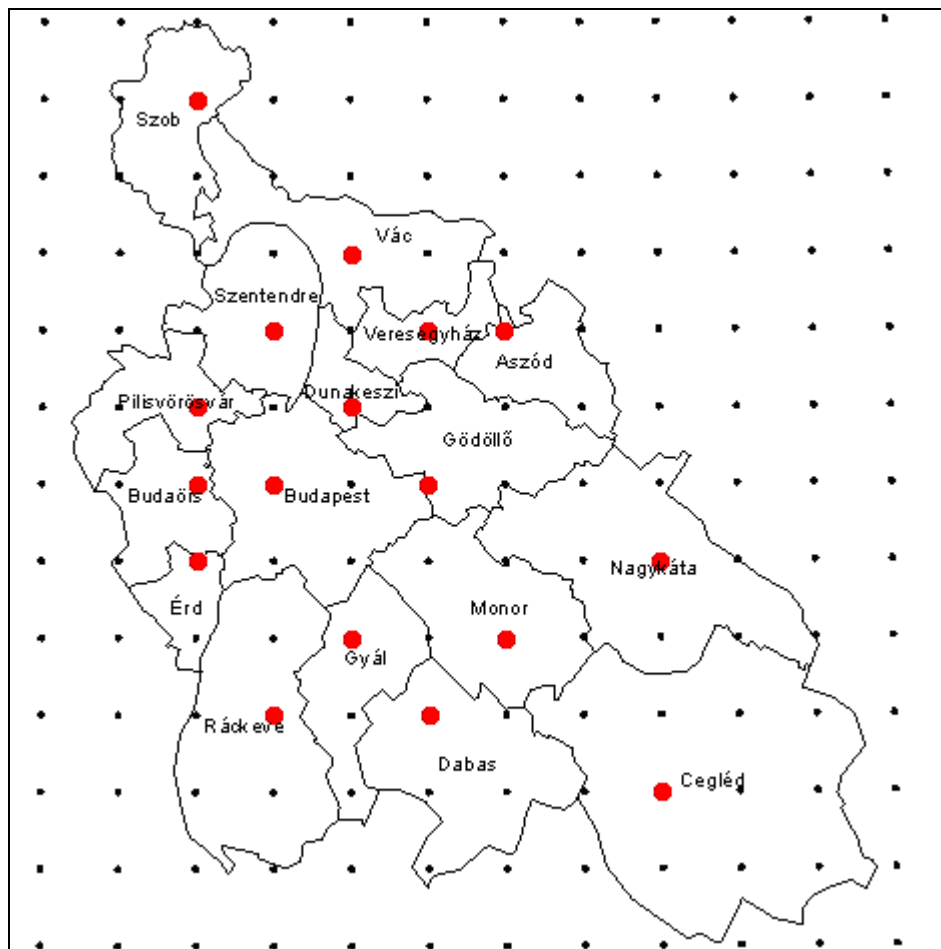 Szob
Vác
Szentendre
Veresegyház
Aszód
Dunakeszi
Pilisvörösvár
Gödöllő
Budaörs
Budapest
Nagykáta
Érd
Monor
Gyál
Ráckeve
Dabas
Cegléd